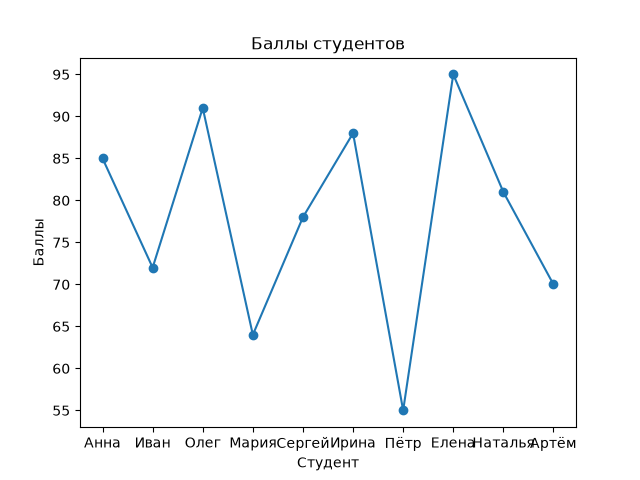 Баллы студентов
Баллы
95
90
85
80
75
70
65
60
55
Анна Иван Олег Мария Сергей Ирина Пётр Елена Наталья Артём
Студент